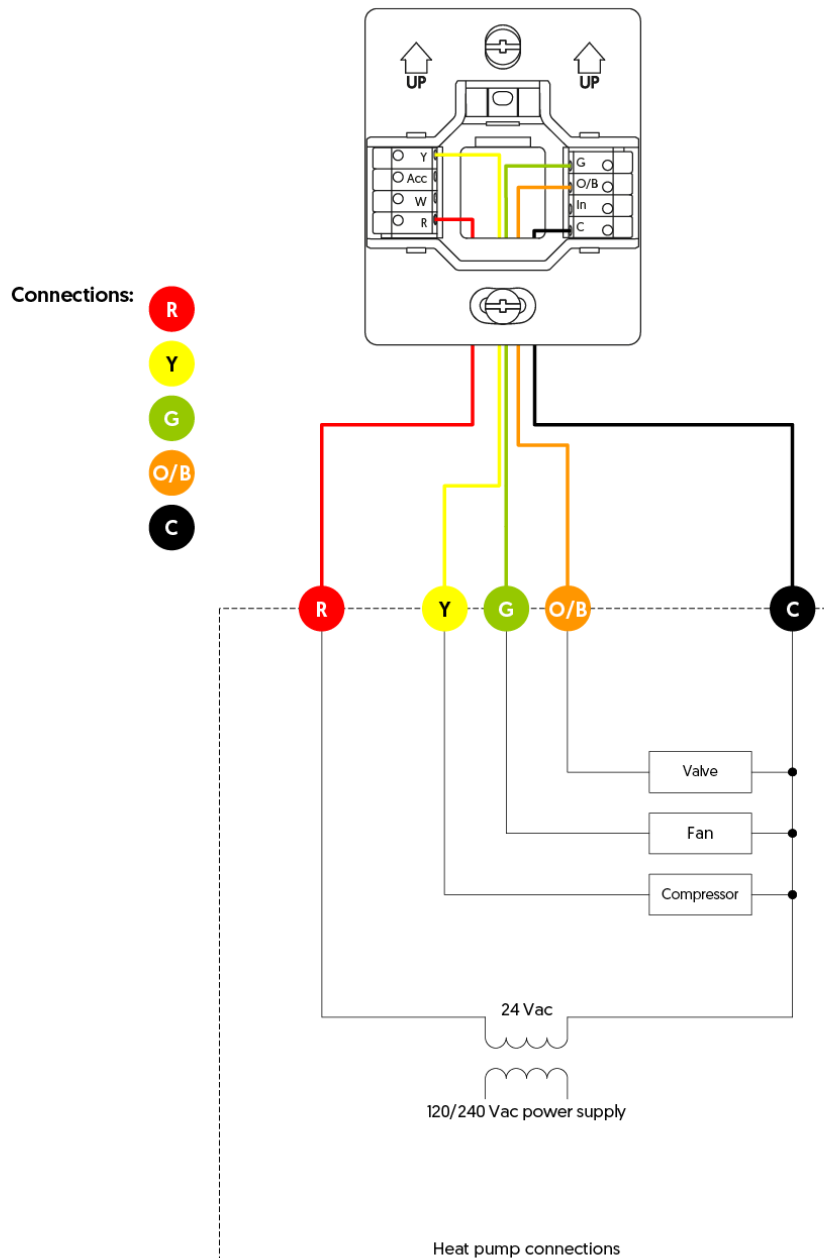 UP
UP
Y
Acc
W
R
G
O/B
In
C
Connections:
R
Y
G
O/B
C
R
Y
G
O/B
C
Valve
Fan
Compressor
24 Vac
120/240 Vac power supply
Heat pump connections